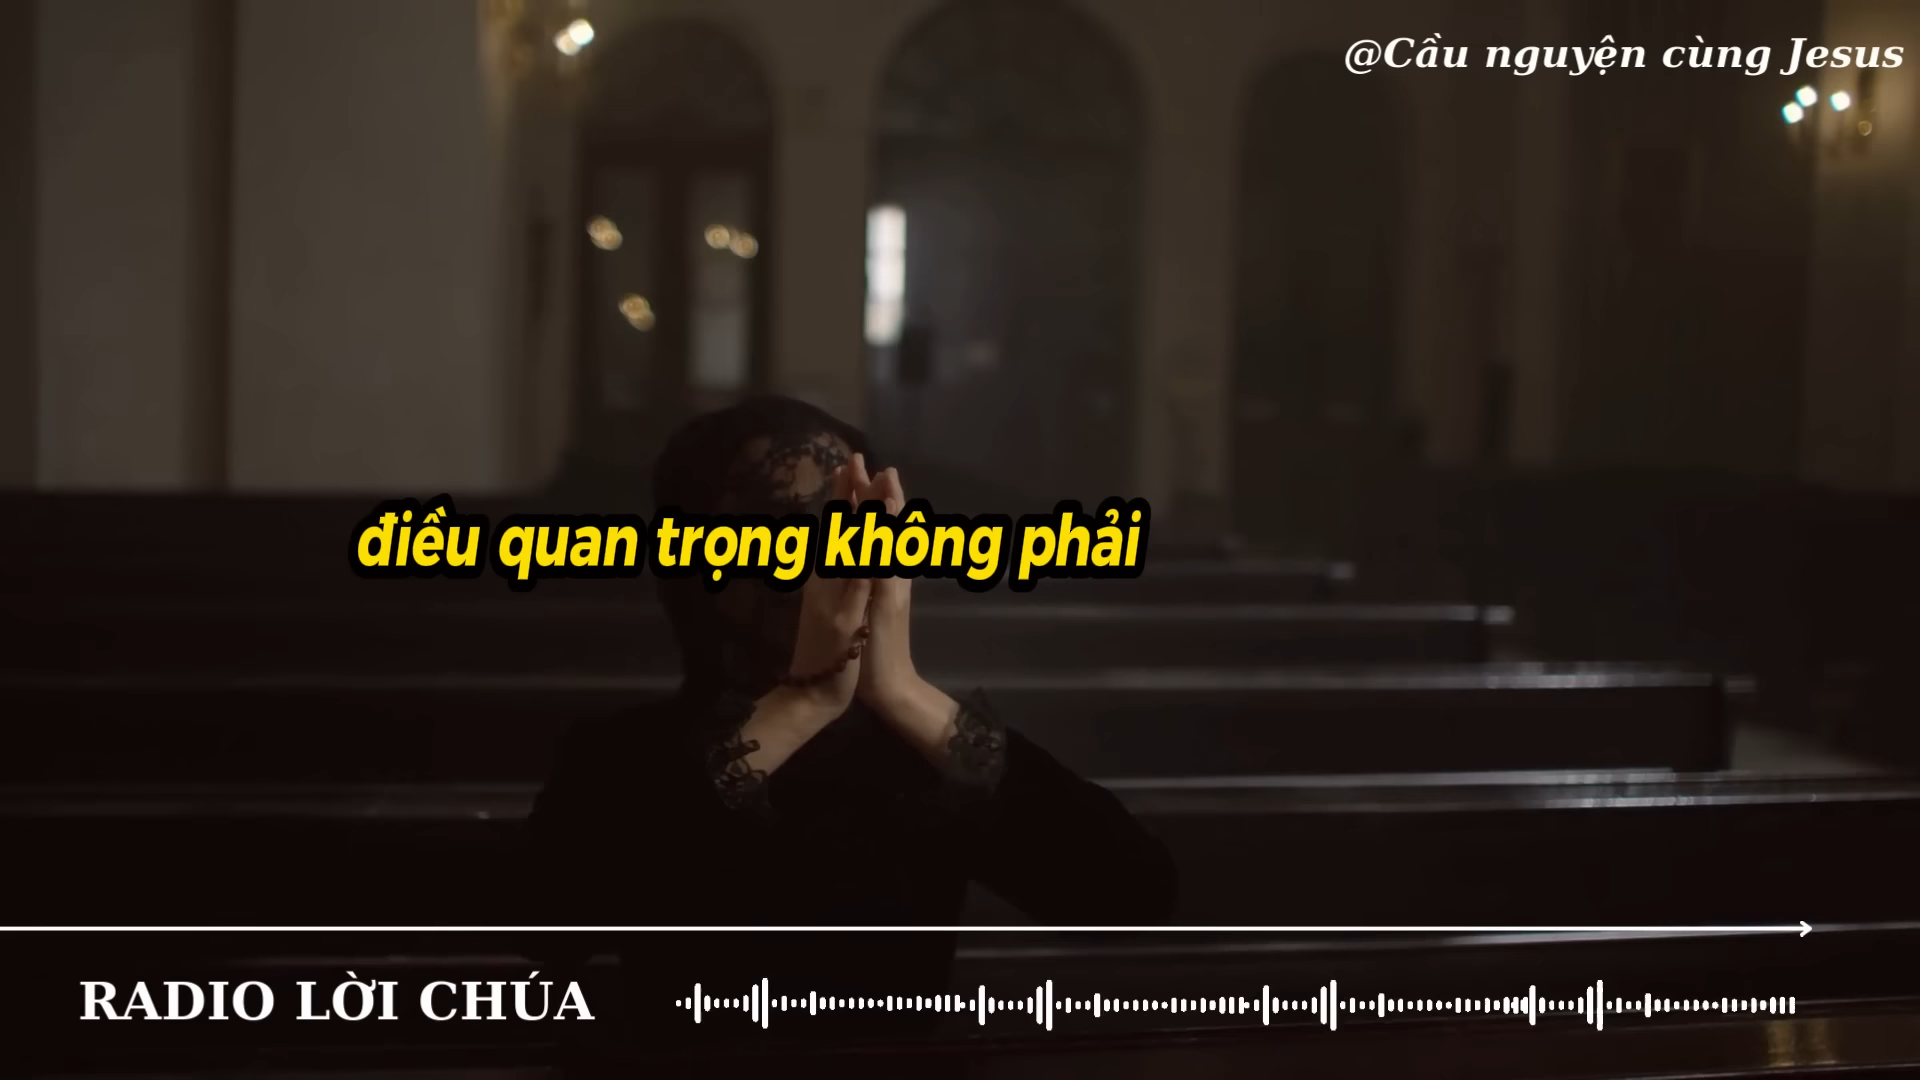 @Cầu nguyện cùng Jesus
điều quan trọng không phải
RADIO LỜI CHÚA